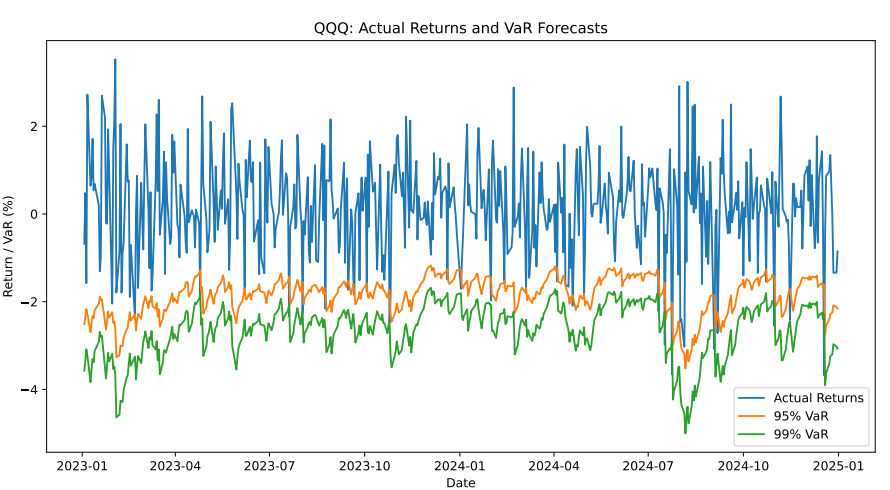 QQQ: Actual Returns and VaR Forecasts
Return / VaR (%)
2
0
−2
−4
Actual Returns
95% VaR
99% VaR
2023-01 2023-04 2023-07 2023-10 2024-01 2024-04 2024-07 2024-10 2025-01
Date